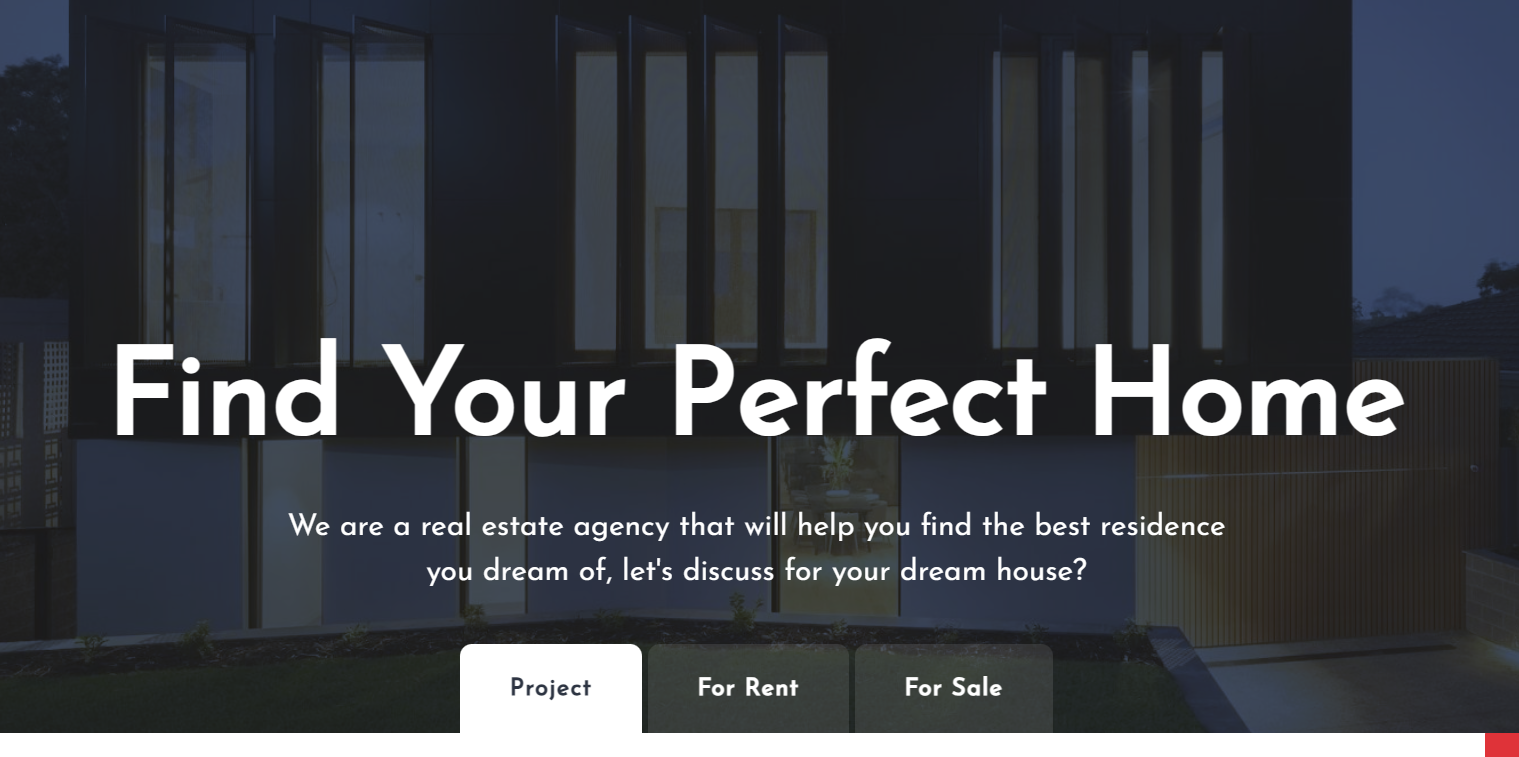 Find Your Perfect Home
We are a real estate agency that will help you find the best residence
you dream of, let's discuss for your dream house?
Project
For Rent
For Sale